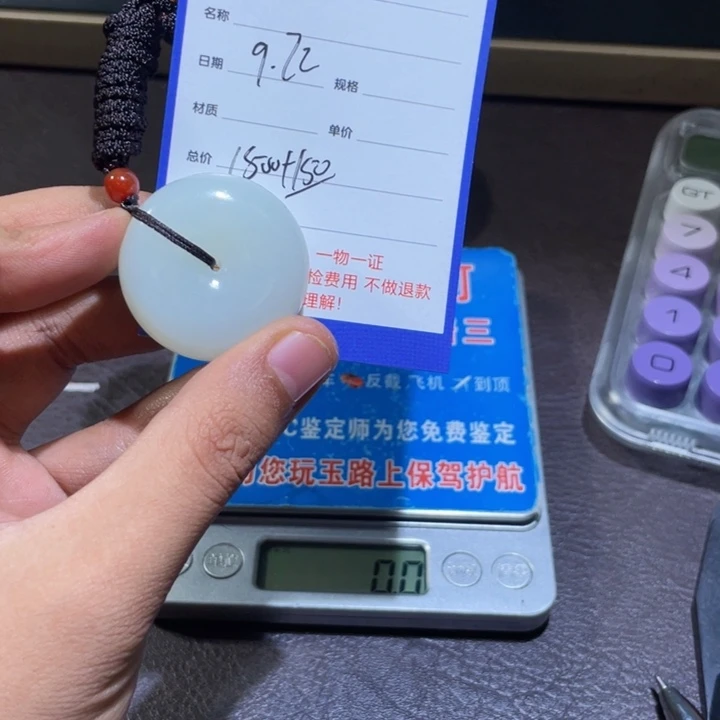 名称
日期 9.22
规格
材质
单价
总价 1500+150
一物一证
检费用 不做退款
理解!
三
反截 飞机 到顶
C鉴定师为您免费鉴定
您玩玉路上保驾护航
0.0
GT
7
4
1
0